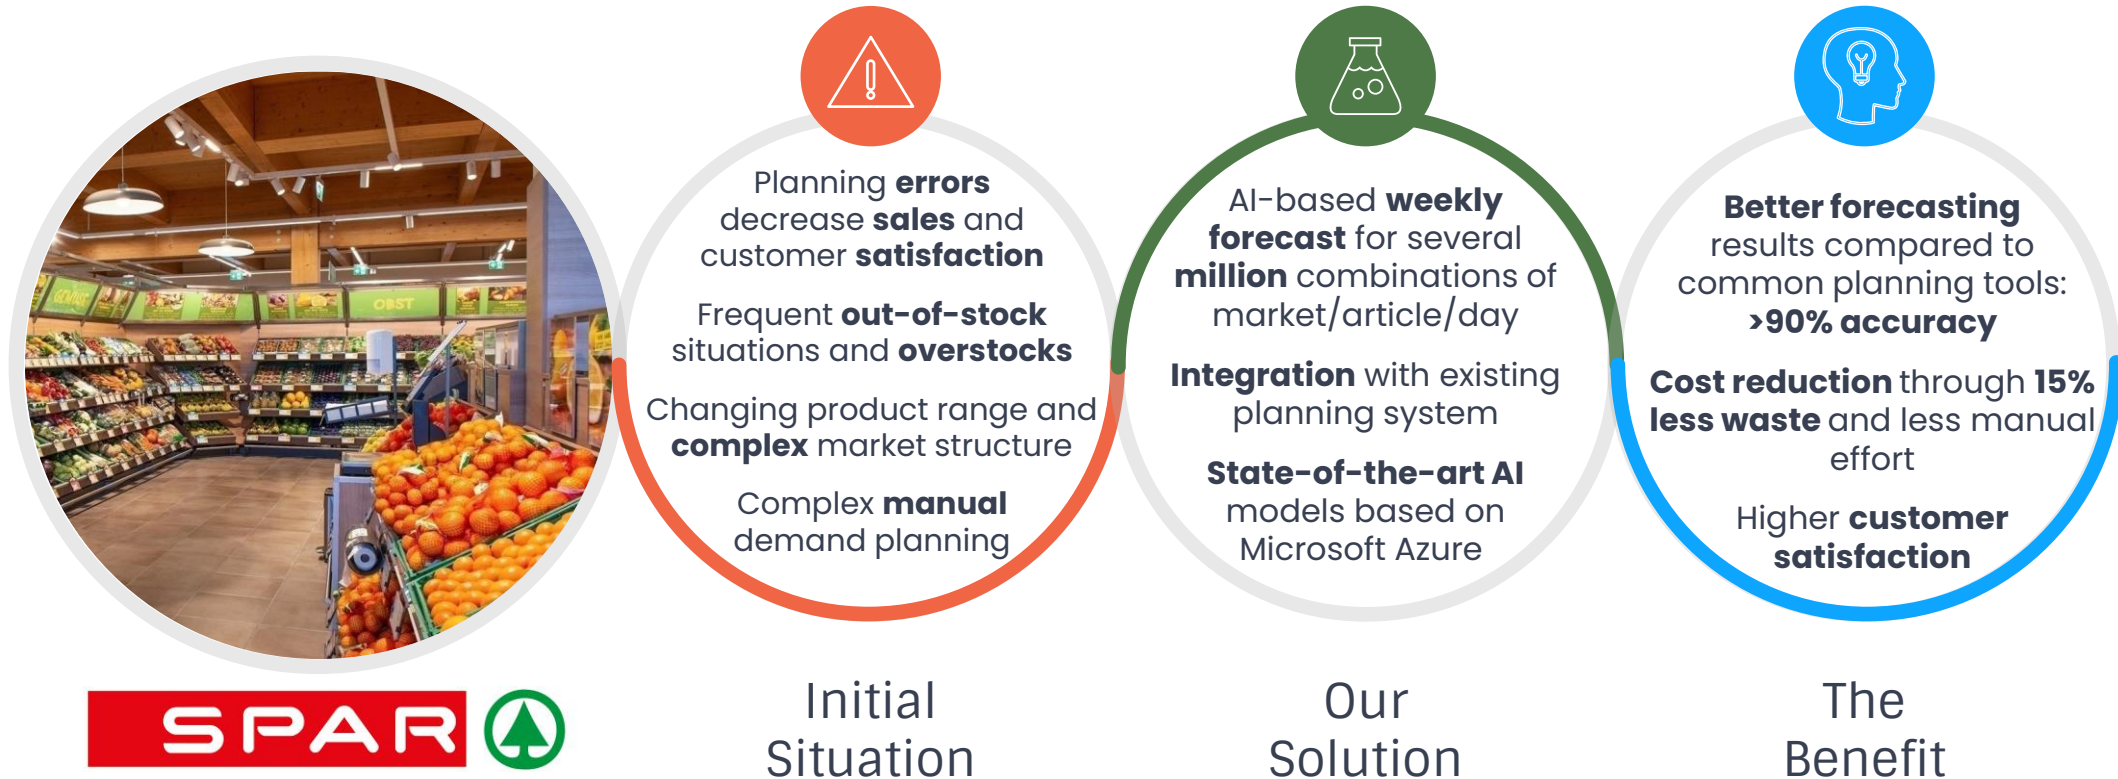 GEMÜSE
OBST
SPAR
Planning errors
decrease sales and
customer satisfaction
Frequent out-of-stock
situations and overstocks
Changing product range and
complex market structure
Complex manual
demand planning
Initial
Situation
AI-based weekly
forecast for several
million combinations of
market/article/day
Integration with existing
planning system
State-of-the-art AI
models based on
Microsoft Azure
Our
Solution
Better forecasting
results compared to
common planning tools:
>90% accuracy
Cost reduction through 15%
less waste and less manual
effort
Higher customer
satisfaction
The
Benefit